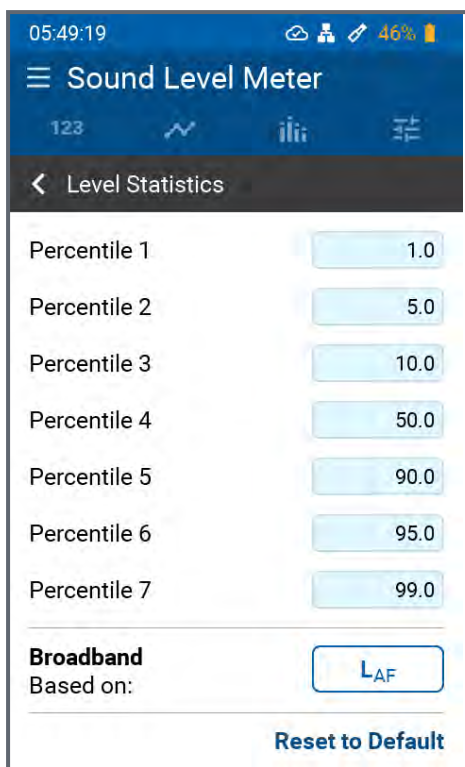 05:49:19 46%
Sound Level Meter
123
Level Statistics
Percentile 1 1.0
Percentile 2 5.0
Percentile 3 10.0
Percentile 4 50.0
Percentile 5 90.0
Percentile 6 95.0
Percentile 7 99.0
Broadband
Based on: LAF
Reset to Default